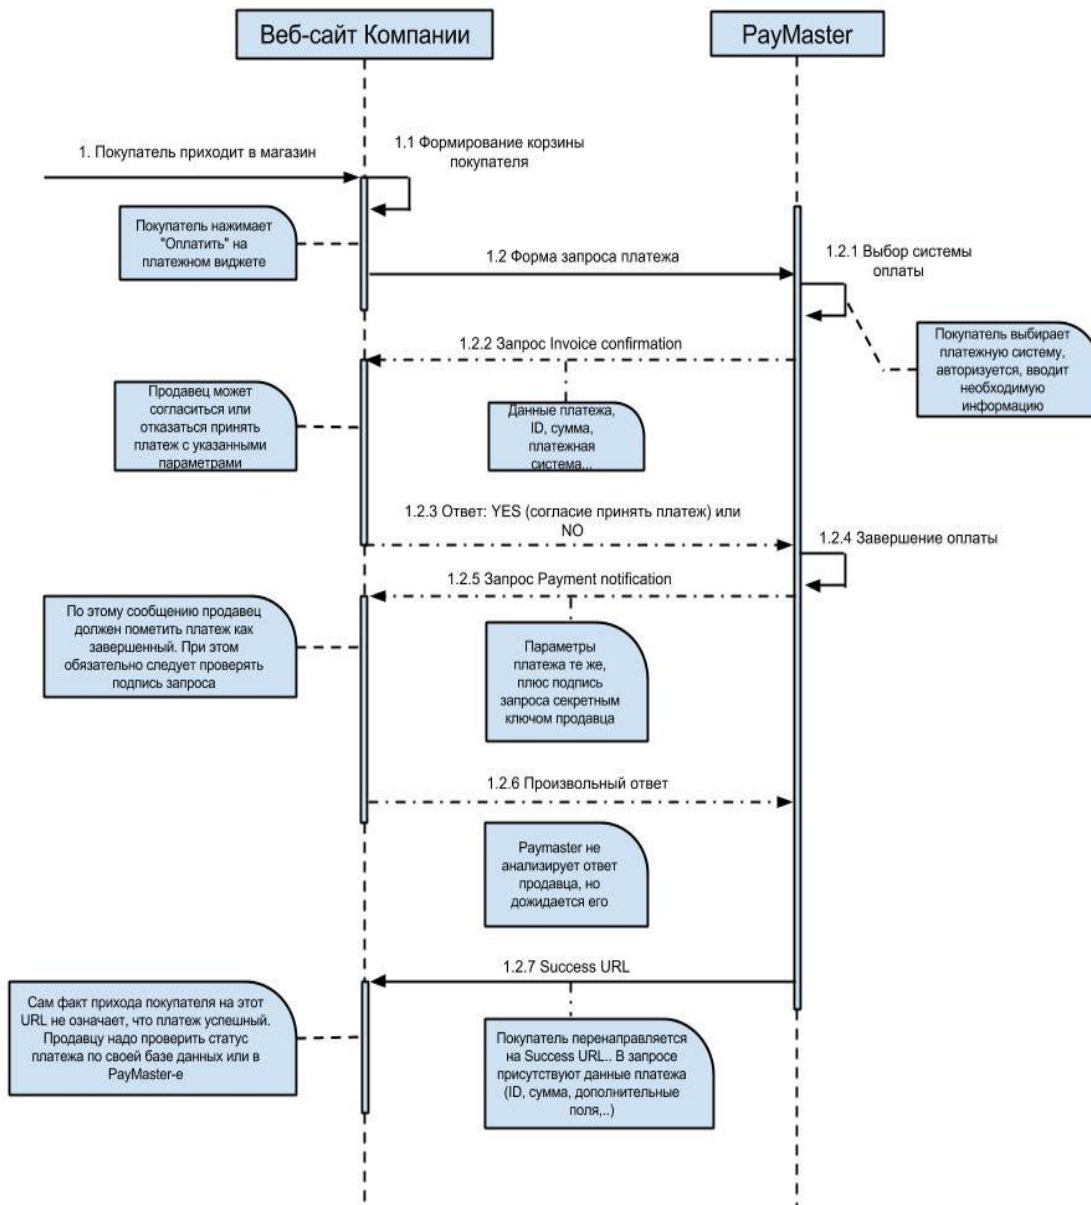 Веб-сайт Компании
PayMaster
1. Покупатель приходит в магазин
1.1 Формирование корзины
покупателя
Покупатель нажимает
"Оплатить" на
платежном виджете
1.2 Форма запроса платежа
1.2.1 Выбор системы
оплаты
Покупатель выбирает
платежную систему,
авторизуется, вводит
необходимую
информацию
1.2.2 Запрос Invoice confirmation
Данные платежа,
ID, сумма,
платежная
система...
Продавец может
согласиться или
отказаться принять
платеж с указанными
параметрами
1.2.3 Ответ: YES (согласие принять платеж) или
NO
1.2.4 Завершение оплаты
1.2.5 Запрос Payment notification
По этому сообщению продавец
должен пометить платеж как
завершенный. При этом
обязательно следует проверять
подпись запроса
Параметры
платежа те же,
плюс подпись
запроса секретным
ключом продавца
1.2.6 Произвольный ответ
Paymaster не
анализирует ответ
продавца, но
дожидается его
1.2.7 Success URL
Сам факт прихода покупателя на этот
URL не означает, что платеж успешный.
Продавцу надо проверить статус
платежа по своей базе данных или в
PayMaster-е
Покупатель перенаправляется
на Success URL.. В запросе
присутствуют данные платежа
(ID, сумма, дополнительные
поля,..)